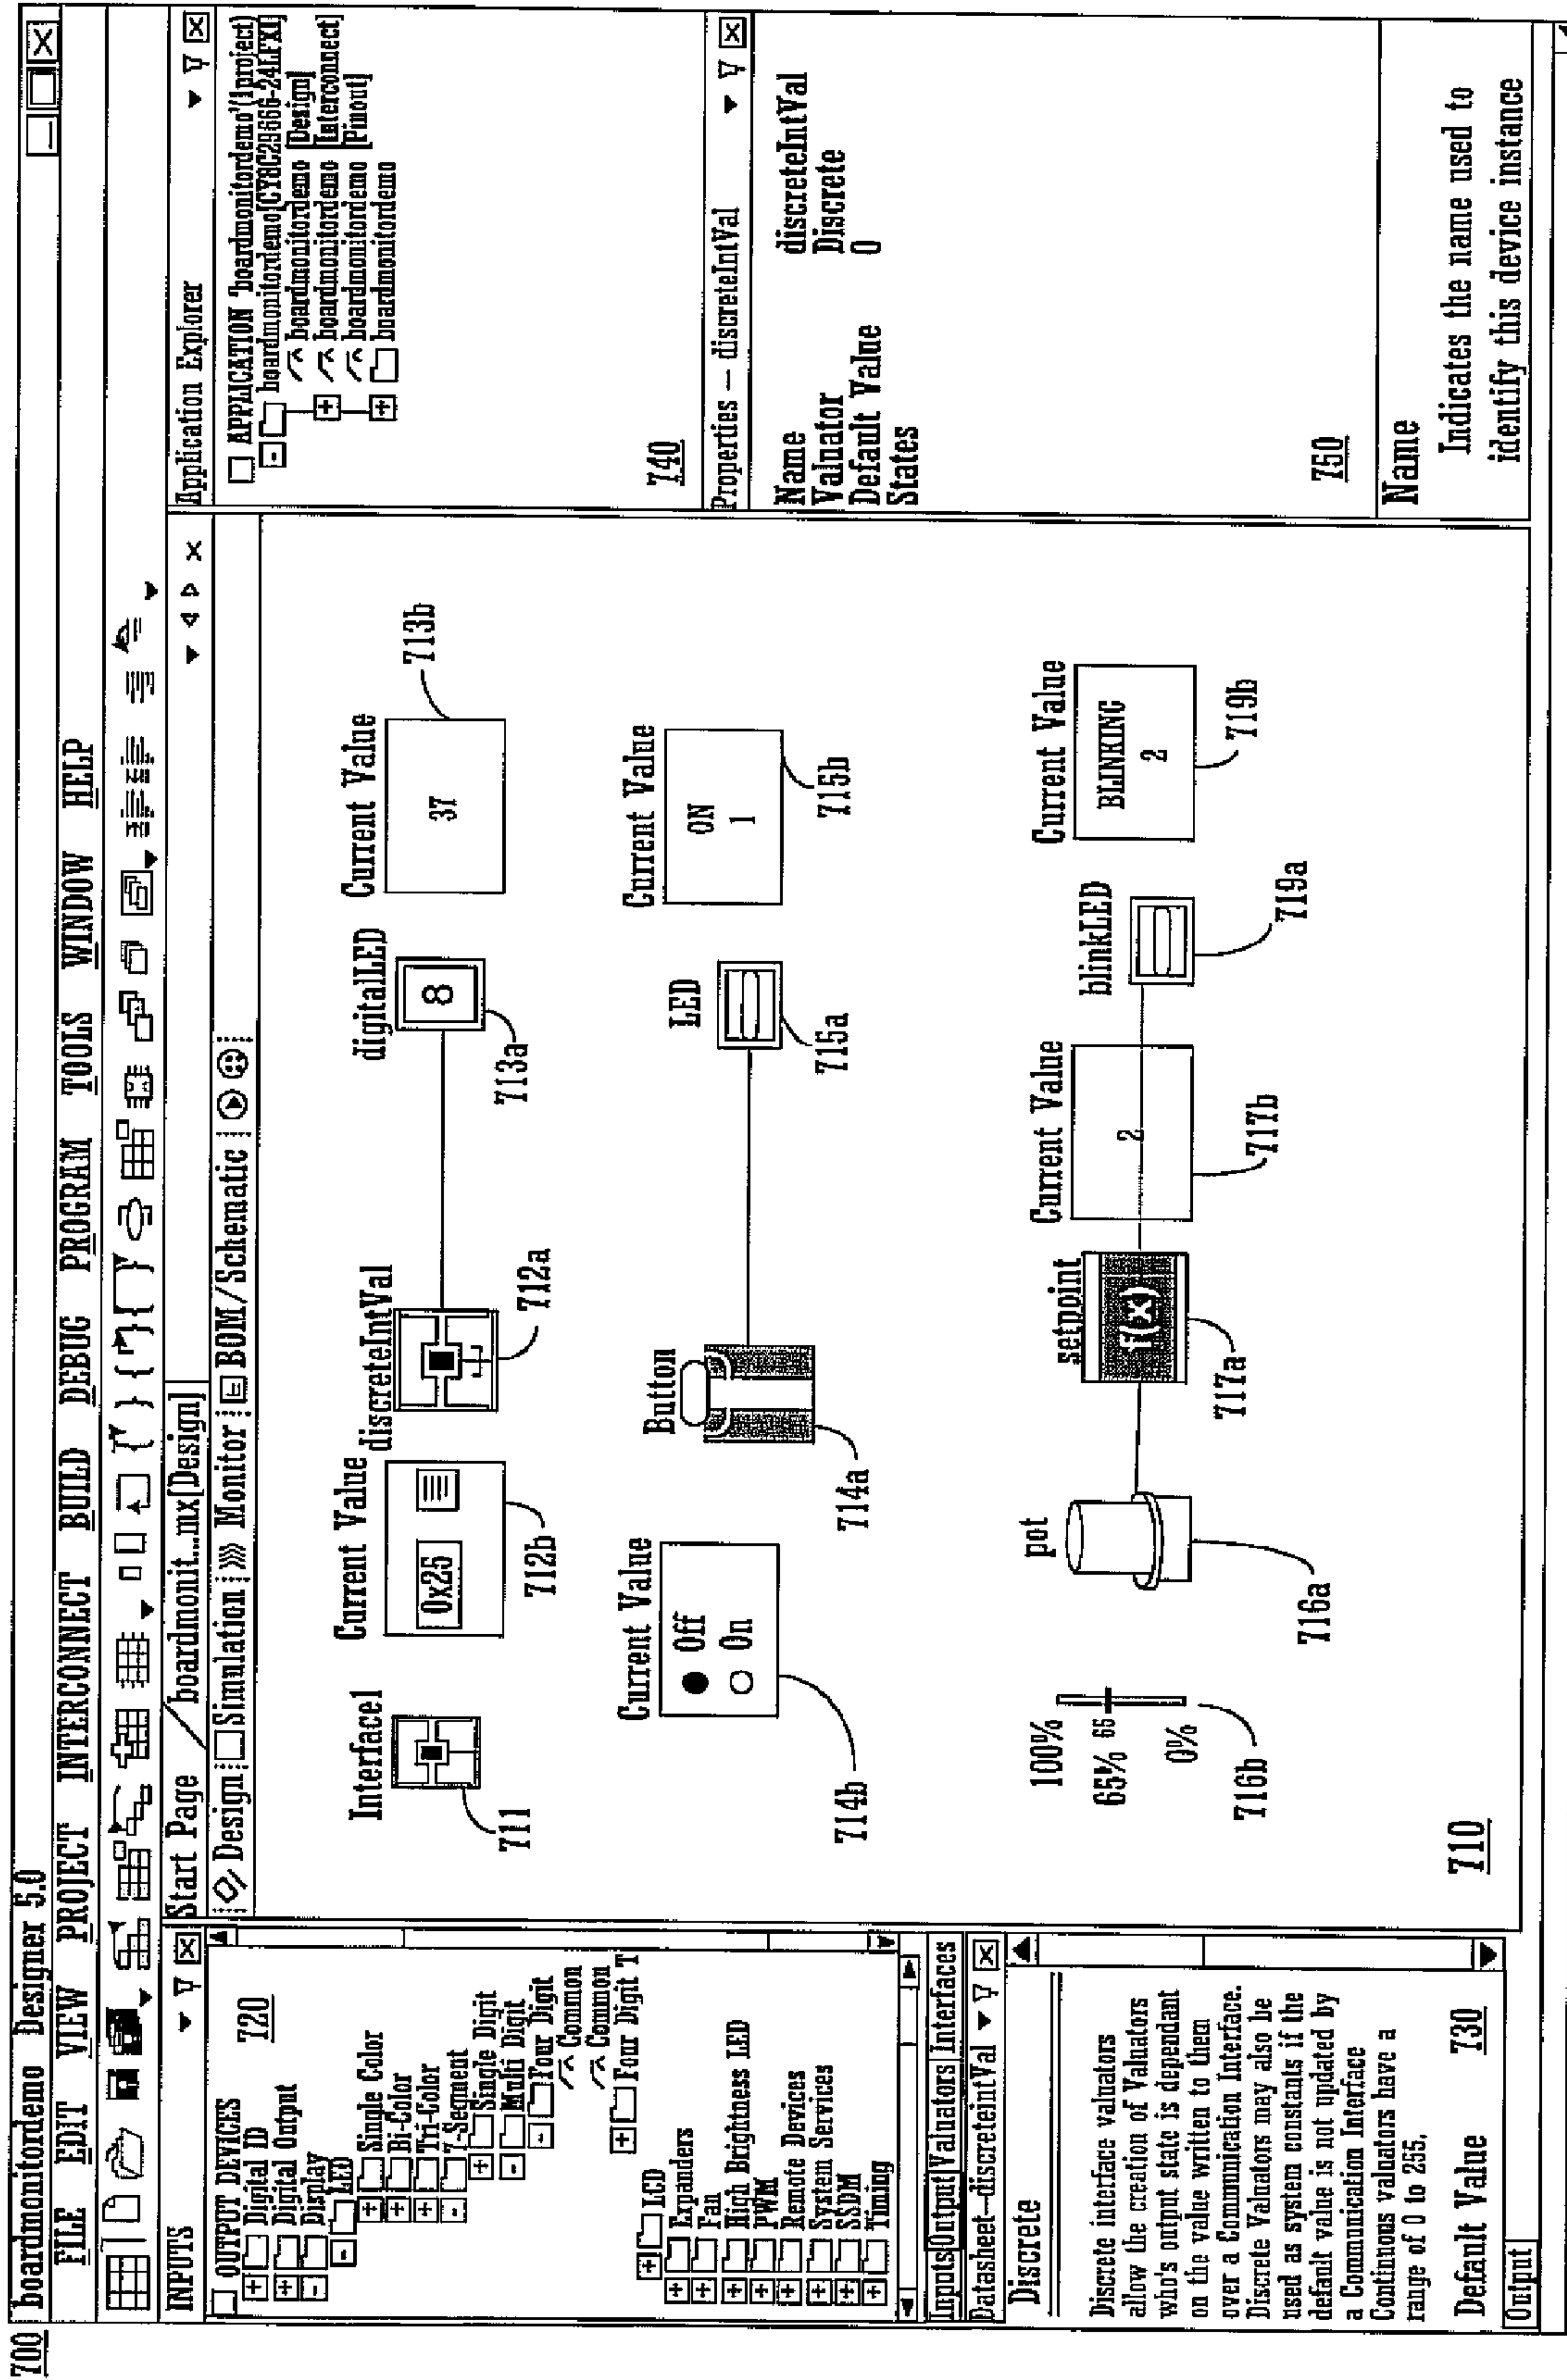 700
boardmonitordemo Designer 5.0
FILE EDIT VIEW PROJECT INTERCONNECT BUILD DEBUG PROGRAM TOOLS WINDOW HELP
INPUTS
720
OUTPUT DEVICES
Digital IO
Digital Output
Display
LED
Single Color
Bi-Color
Tri-Color
7-Segment
Single Digit
Multi Digit
Four Digit
Common
Common
Four Digit T
LCD
Expanders
Fan
High Brightness LED
PWM
Remote Devices
System Services
SSDM
Timing
Inputs Output Valuators Interfaces
Datasheet—discreteintVal
Discrete
Discrete interface valuators
allow the creation of Valuators
who's output state is dependant
on the value written to them
over a Communication Interface.
Discrete Valuators may also be
used as system constants if the
default value is not updated by
a Communication Interface
Continuous valuators have a
range of 0 to 255.
Default Value 730
Output
Start Page boardmonit...mx[Design]
Design Simulation Monitor BOM/Schematic
Interface1
711
Current Value
0x25
712b
discreteIntVal
712a
digitalLED
8
713a
Current Value
37
713b
Current Value
Off
On
714b
Button
714a
LED
715a
Current Value
ON
1
715b
100%
65% 65
0%
716b
pot
716a
setpoint
f(x)
717a
Current Value
2
717b
blinkLED
719a
Current Value
BLINKING
2
719b
710
Application Explorer
APPLICATION 'boardmonitordemo'(1project)
boardmonitordemo[CY8C29666-24LFXI]
boardmonitordemo [Design]
boardmonitordemo [Interconnect]
boardmonitordemo [Pinout]
boardmonitordemo
740
Properties — discreteIntVal
Name discreteIntVal
Valuator Discrete
Default Value 0
States
750
Name
Indicates the name used to
identify this device instance